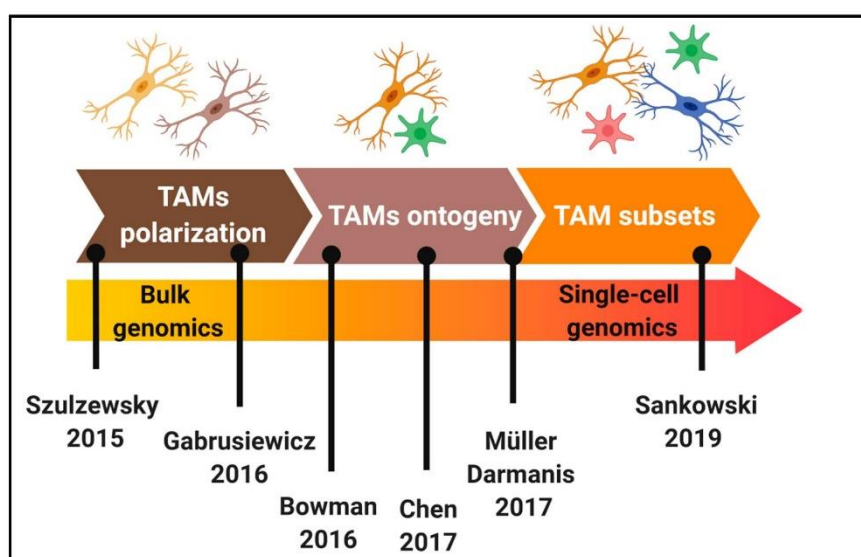 TAMs
polarization
TAMs ontogeny
TAM subsets
Bulk
genomics
Single-cell
genomics
Szulzewsky
2015
Gabrusiewicz
2016
Bowman
2016
Chen
2017
Müller
Darmanis
2017
Sankowski
2019